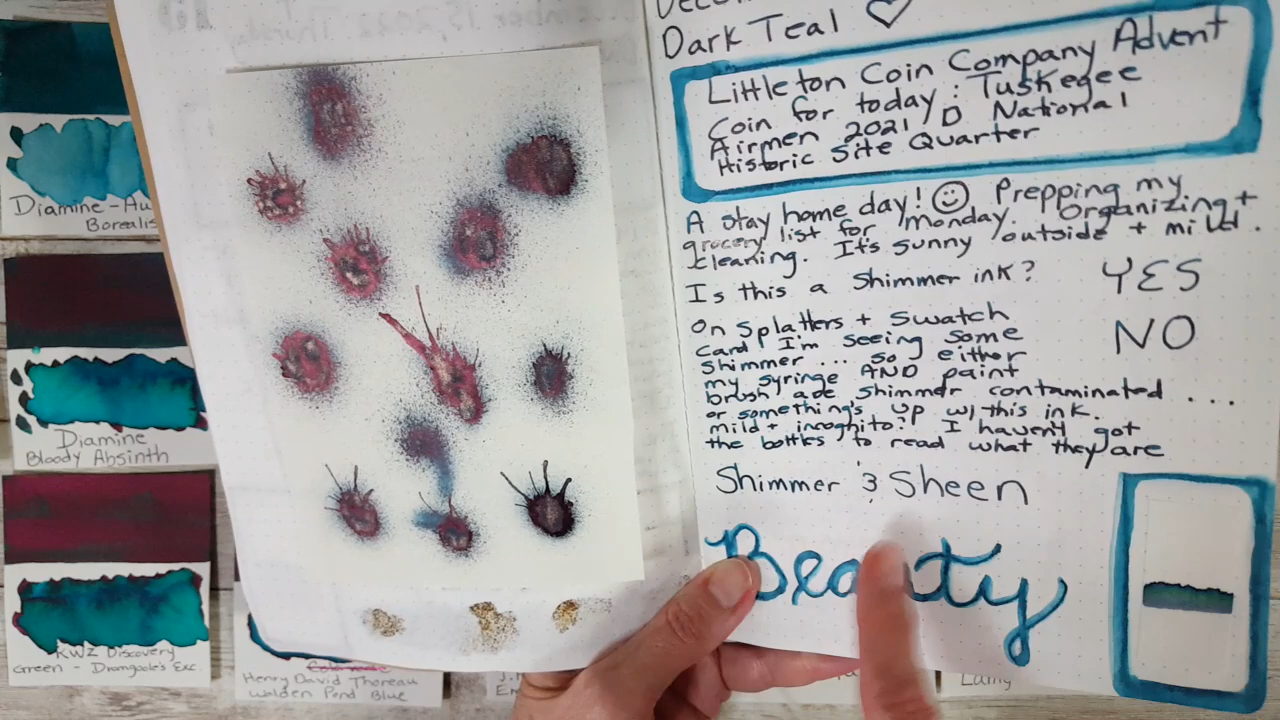 Dark Teal ♡
Littleton Coin Company Advent
Coin for today: Tuskegee
Airmen 2021 D National
Historic Site Quarter
A stay home day! ☺ Prepping my
grocery list for Monday. Organizing +
cleaning. It's sunny outside + mild.
Is this a Shimmer ink? YES
NO
On Splatters + Swatch
card I'm seeing some
shimmer ... so either
my syringe AND paint
brush are shimmer contaminated ...
or something's up w/ this ink.
mild + incognito? I haven't got
the bottles to read what they are
Shimmer & Sheen
Beauty
Diamine - Au
Borealis
Diamine
Bloody Absinth
KWZ Discovery
Green - Dromgoole's Exc.
Henry David Thoreau
Walden Pond Blue
Lamy